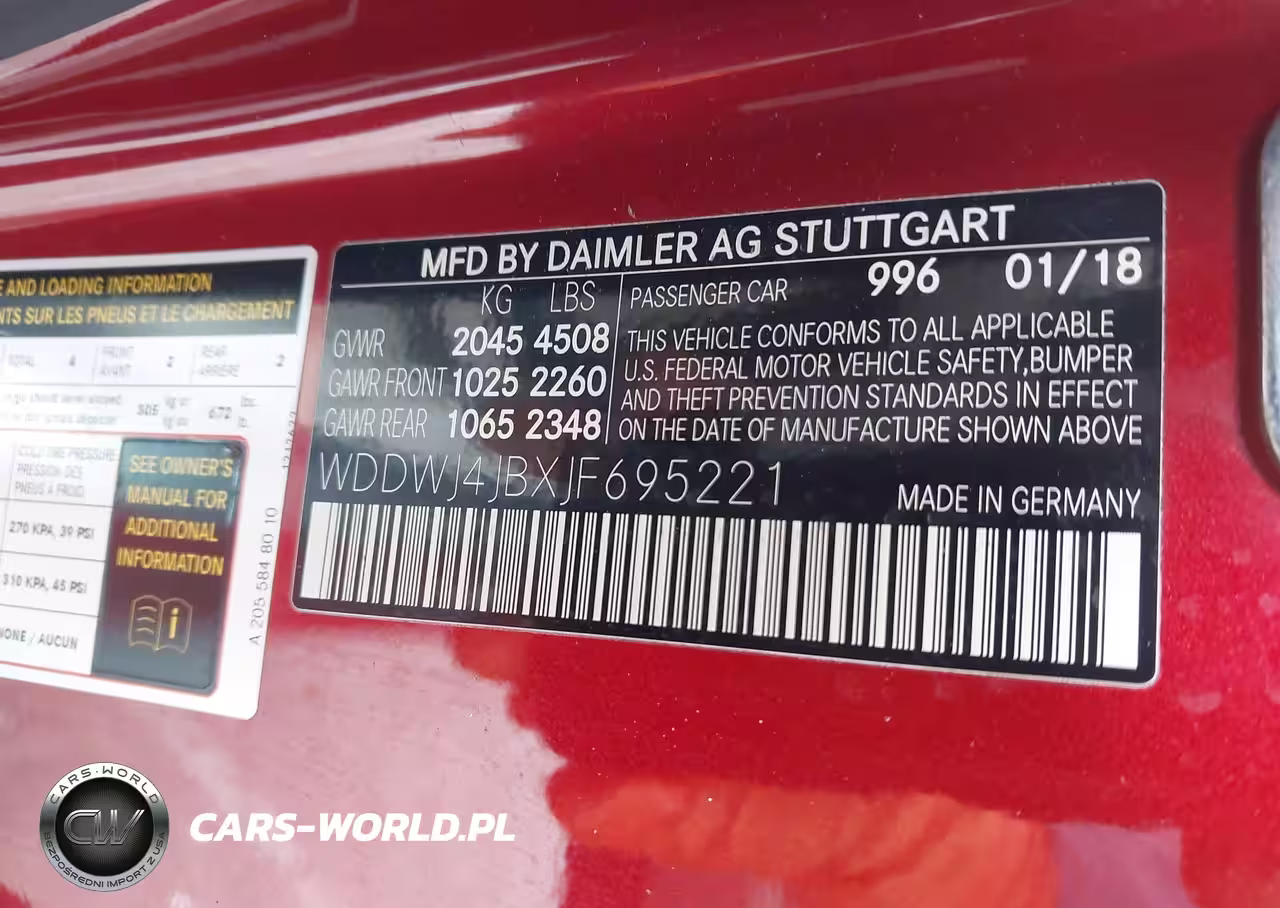 E AND LOADING INFORMATION
NTS SUR LES PNEUS ET LE CHARGEMENT
TOTAL 4 FRONT 2 REAR 2
AVANT ARRIÈRE
305 kg or 672 lbs.
COLD TIRE PRESSURE
PRESSION DES
PNEUS À FROID
270 KPA, 39 PSI
310 KPA, 45 PSI
NONE / AUCUN
SEE OWNER'S
MANUAL FOR
ADDITIONAL
INFORMATION
i
A 205 584 80 10
MFD BY DAIMLER AG STUTTGART
KG LBS
GVWR 2045 4508
GAWR FRONT 1025 2260
GAWR REAR 1065 2348
PASSENGER CAR 996 01/18
THIS VEHICLE CONFORMS TO ALL APPLICABLE
U.S. FEDERAL MOTOR VEHICLE SAFETY,BUMPER
AND THEFT PREVENTION STANDARDS IN EFFECT
ON THE DATE OF MANUFACTURE SHOWN ABOVE
WDDWJ4JBXJF695221
MADE IN GERMANY
CARS-WORLD
CW
BEZPOŚREDNI IMPORT Z USA
CARS-WORLD.PL